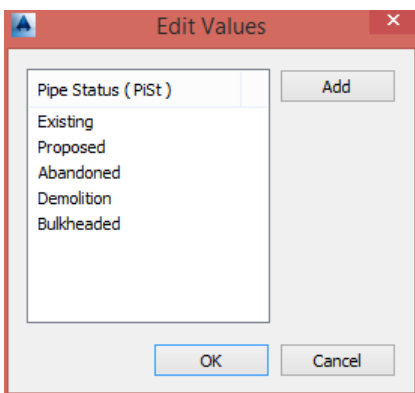 Edit Values
Pipe Status ( PiSt )
Add
Existing
Proposed
Abandoned
Demolition
Bulkheaded
OK
Cancel